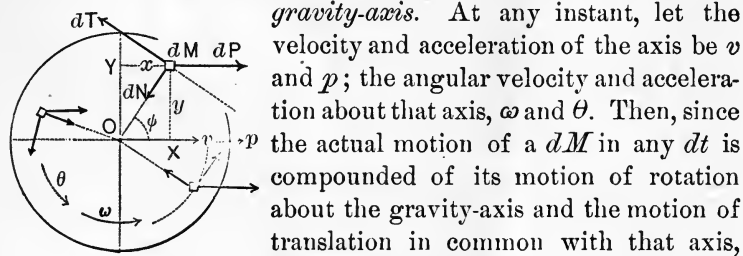 gravity-axis. At any instant, let the
velocity and acceleration of the axis be v
and p; the angular velocity and accelera-
tion about that axis, ω and θ. Then, since
the actual motion of a dM in any dt is
compounded of its motion of rotation
about the gravity-axis and the motion of
translation in common with that axis,
dT
dM dP
Y x
dN
y
O φ
X v p
θ
ω